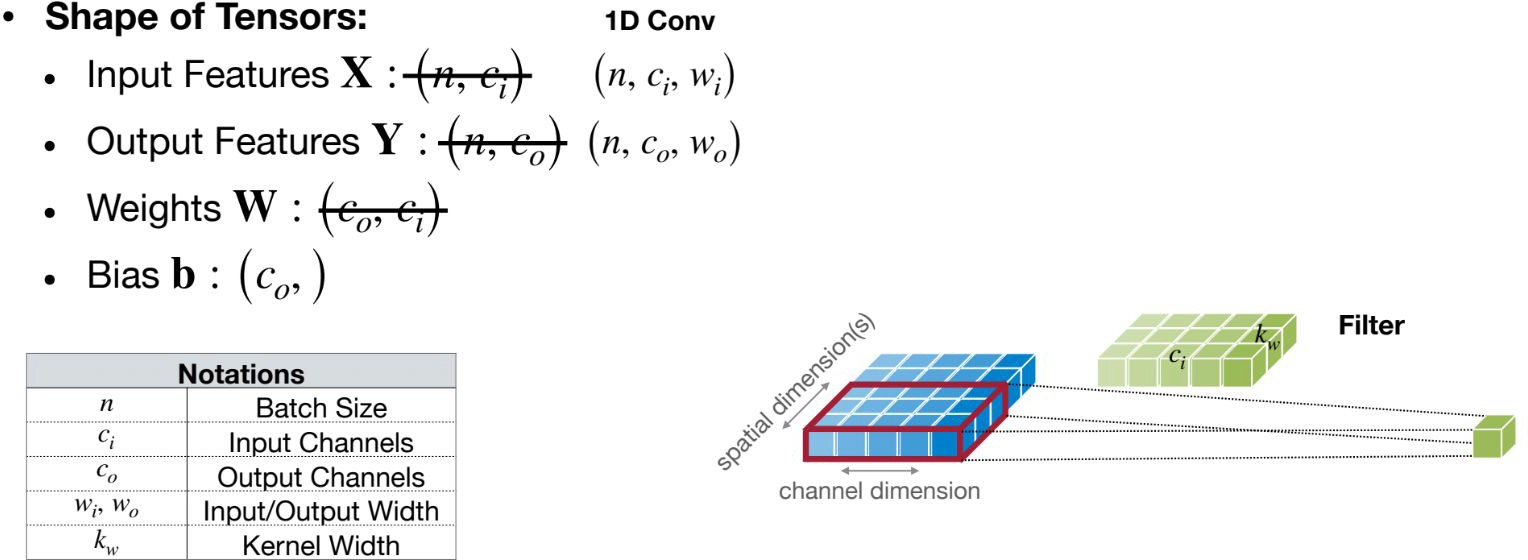 • Shape of Tensors: 1D Conv
• Input Features X : (n, c_i) (n, c_i, w_i)
• Output Features Y : (n, c_o) (n, c_o, w_o)
• Weights W : (c_o, c_i)
• Bias b : (c_o, )
Notations
n Batch Size
c_i Input Channels
c_o Output Channels
w_i, w_o Input/Output Width
k_w Kernel Width
spatial dimension(s)
channel dimension
c_i
k_w
Filter